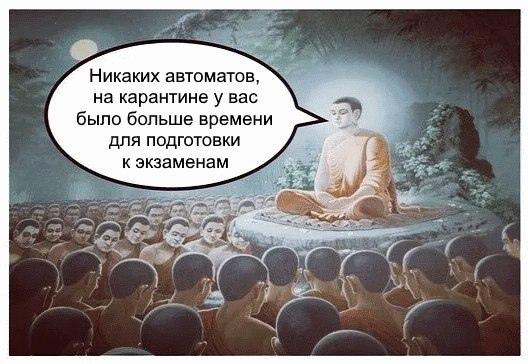 Никаких автоматов,
на карантине у вас
было больше времени
для подготовки
к экзаменам